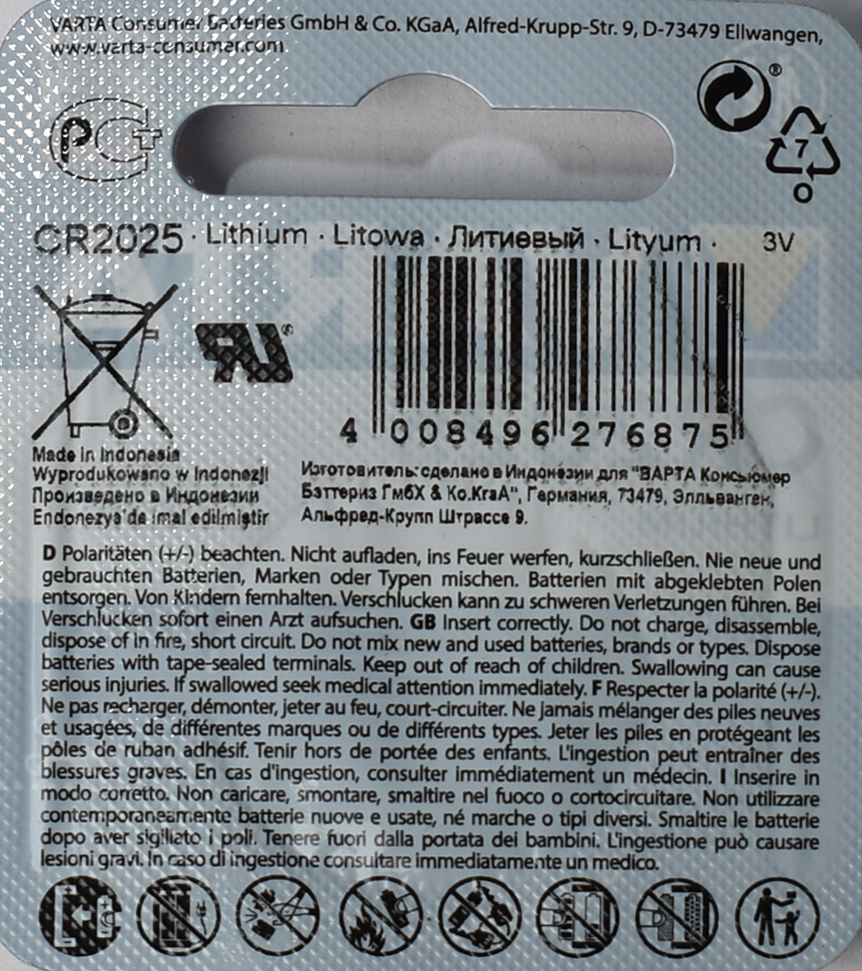 VARTA Consumer Batteries GmbH & Co. KGaA, Alfred-Krupp-Str. 9, D-73479 Ellwangen,
www.varta-consumer.com
7
O
CR2025 · Lithium · Litowa · Литиевый · Lityum · 3V
4 008496 276875
Made in Indonesia
Wyprodukowano w Indonezji
Произведено в Индонезии
Endonezya'da imal edilmiştir
Изготовитель: сделано в Индонезии для "ВАРТА Консьюмер
Бэттериз ГмбХ & Ко.КгаА", Германия, 73479, Элльванген,
Альфред-Крупп Штрассе 9.
D Polaritäten (+/-) beachten. Nicht aufladen, ins Feuer werfen, kurzschließen. Nie neue und
gebrauchten Batterien, Marken oder Typen mischen. Batterien mit abgeklebten Polen
entsorgen. Von Kindern fernhalten. Verschlucken kann zu schweren Verletzungen führen. Bei
Verschlucken sofort einen Arzt aufsuchen. GB Insert correctly. Do not charge, disassemble,
dispose of in fire, short circuit. Do not mix new and used batteries, brands or types. Dispose
batteries with tape-sealed terminals. Keep out of reach of children. Swallowing can cause
serious injuries. If swallowed seek medical attention immediately. F Respecter la polarité (+/-).
Ne pas recharger, démonter, jeter au feu, court-circuiter. Ne jamais mélanger des piles neuves
et usagées, de différentes marques ou de différents types. Jeter les piles en protégeant les
pôles de ruban adhésif. Tenir hors de portée des enfants. L'ingestion peut entraîner des
blessures graves. En cas d'ingestion, consulter immédiatement un médecin. I Inserire in
modo corretto. Non caricare, smontare, smaltire nel fuoco o cortocircuitare. Non utilizzare
contemporaneamente batterie nuove e usate, né marche o tipi diversi. Smaltire le batterie
dopo aver sigillato i poli. Tenere fuori dalla portata dei bambini. L'ingestione può causare
lesioni gravi. In caso di ingestione consultare immediatamente un medico.